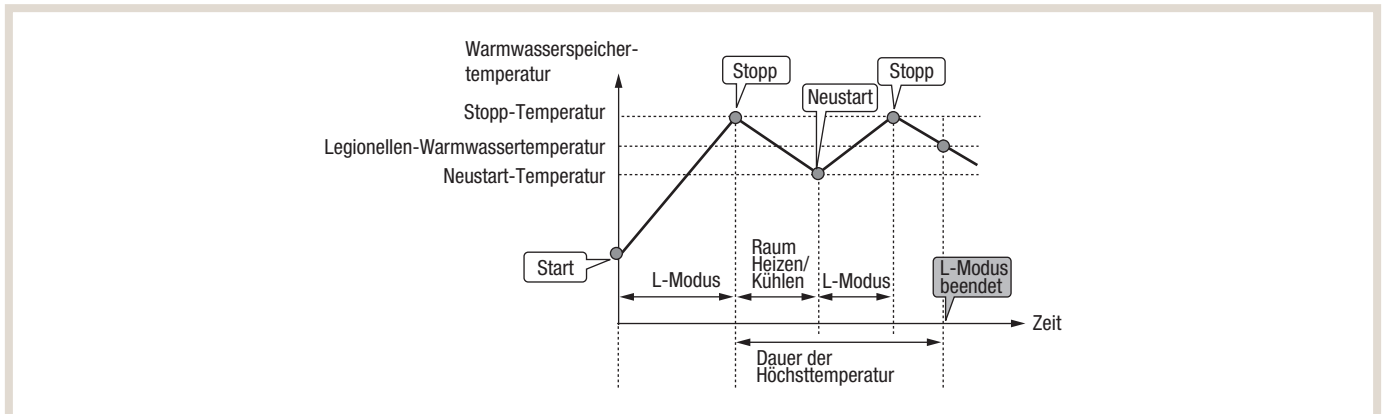 Warmwasserspeicher-
temperatur
Stopp
Stopp
Neustart
Stopp-Temperatur
Legionellen-Warmwassertemperatur
Neustart-Temperatur
Start
L-Modus
Raum
Heizen/
Kühlen
L-Modus
L-Modus
beendet
Zeit
Dauer der
Höchsttemperatur